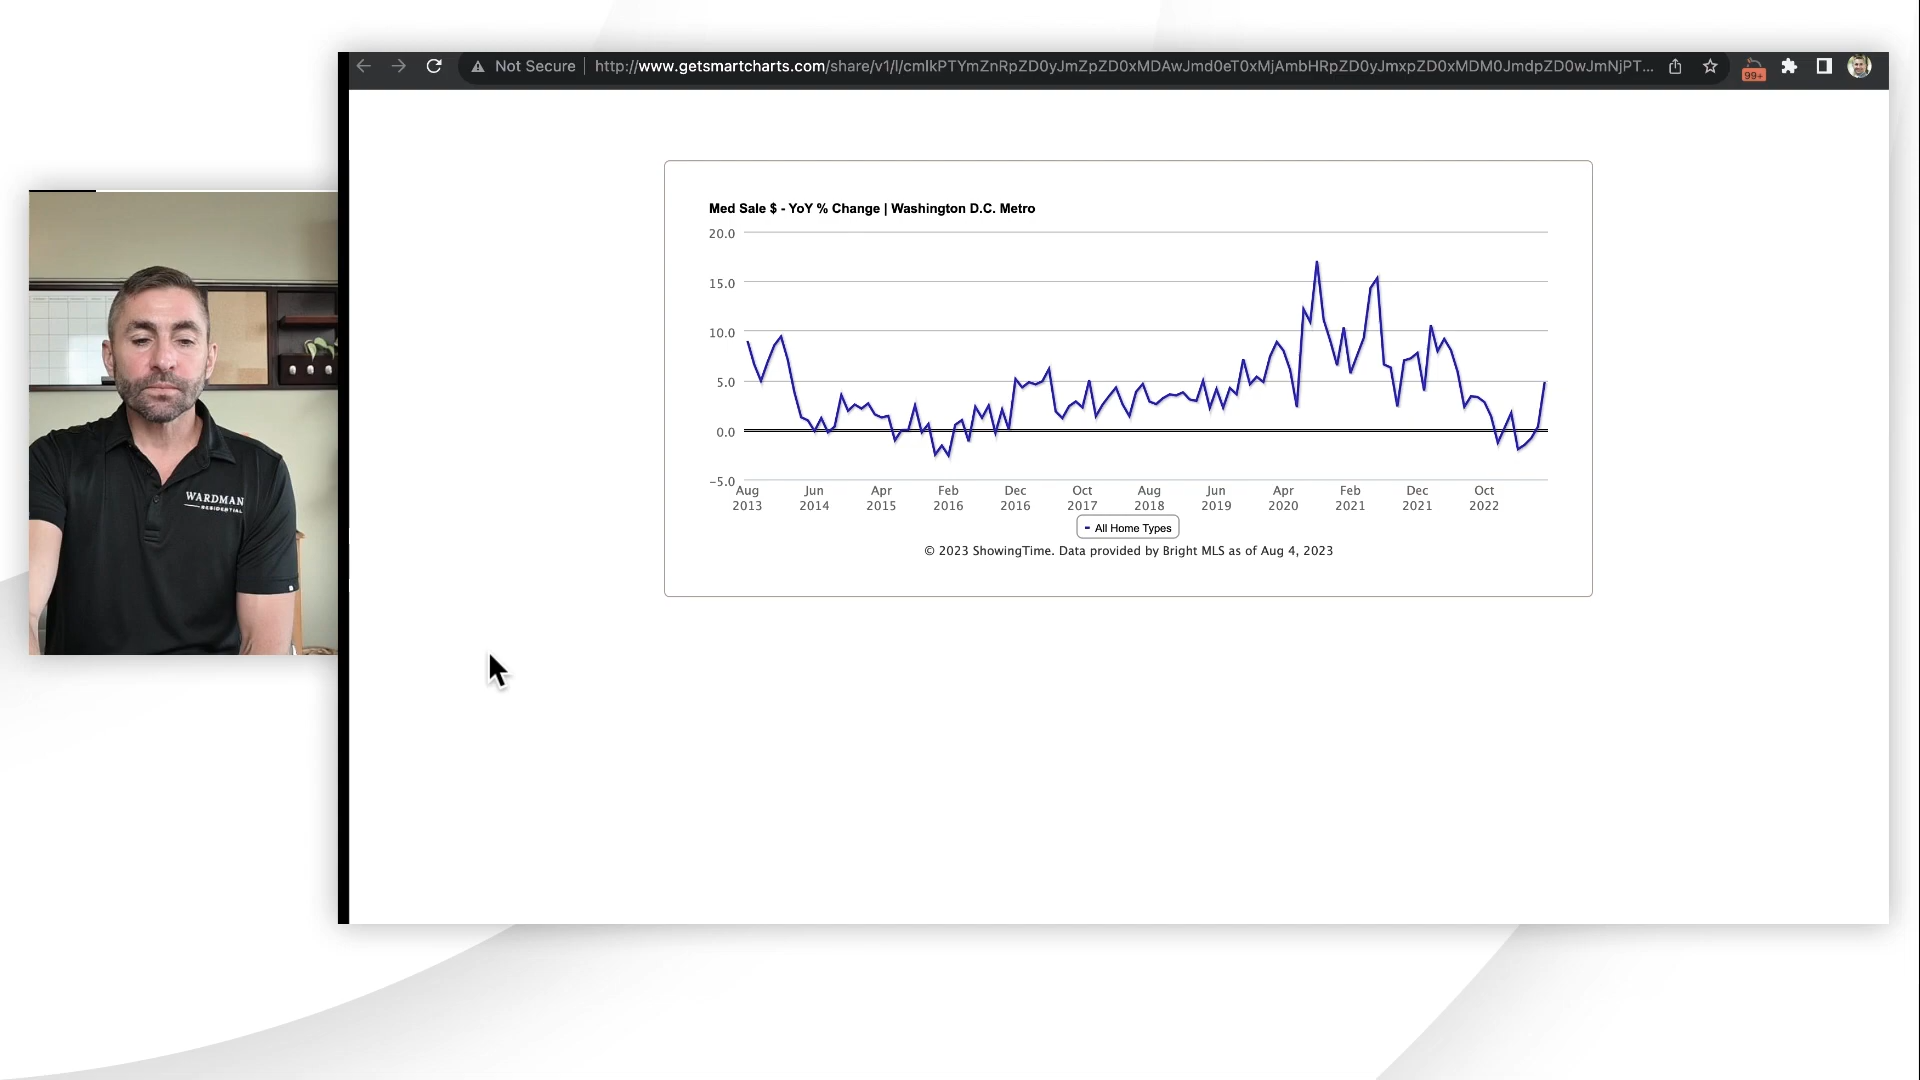 Not Secure
http://www.getsmartcharts.com/share/v1/l/cmlkPTYmZnRpZD0yJmZpZD0xMDAwJmd0eT0xMjAmbHRpZD0yJmxpZD0xMDM0JmdpZD0wJmNjPT...
99+
Med Sale $ - YoY % Change | Washington D.C. Metro
20.0
15.0
10.0
5.0
0.0
−5.0
Aug 2013
Jun 2014
Apr 2015
Feb 2016
Dec 2016
Oct 2017
Aug 2018
Jun 2019
Apr 2020
Feb 2021
Dec 2021
Oct 2022
All Home Types
© 2023 ShowingTime. Data provided by Bright MLS as of Aug 4, 2023
WARDMAN
RESIDENTIAL